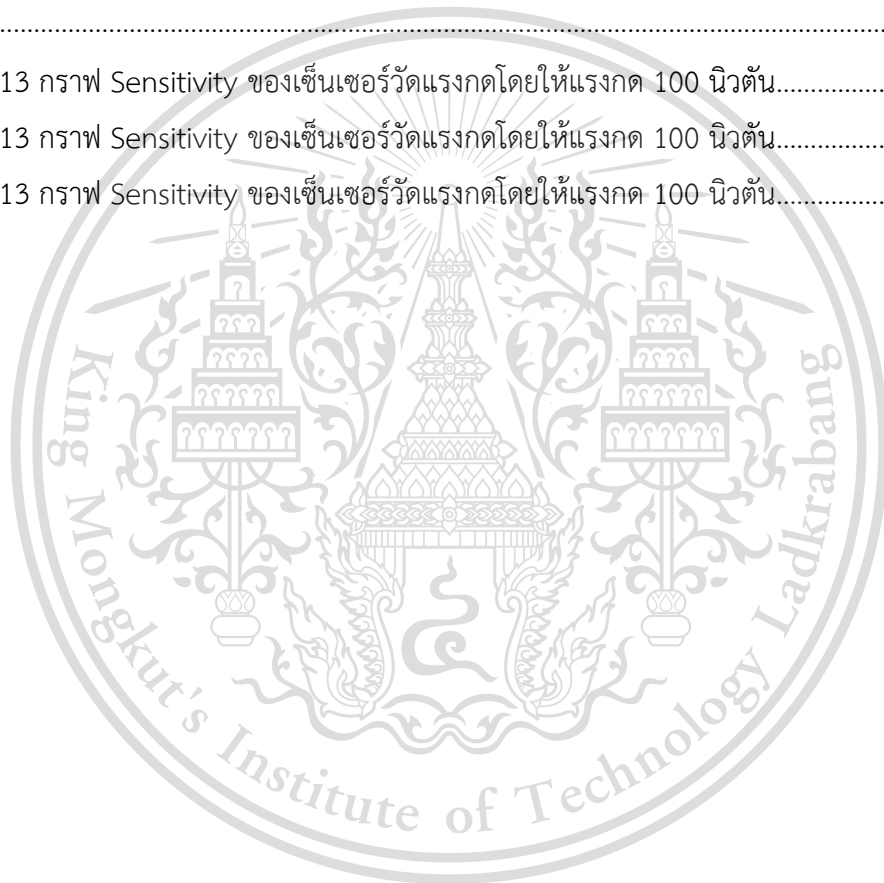 ....................................................................................................................................
13 กราฟ Sensitivity ของเซ็นเซอร์วัดแรงกดโดยให้แรงกด 100 นิวตัน................
13 กราฟ Sensitivity ของเซ็นเซอร์วัดแรงกดโดยให้แรงกด 100 นิวตัน................
13 กราฟ Sensitivity ของเซ็นเซอร์วัดแรงกดโดยให้แรงกด 100 นิวตัน................
King Mongkut's Institute of Technology Ladkrabang
๔